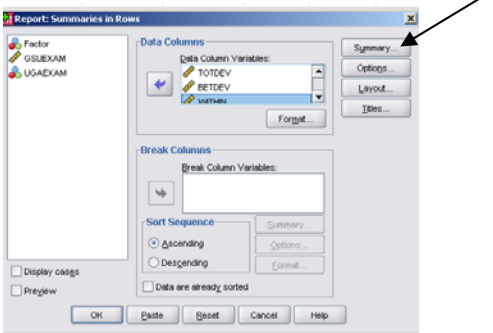 Report: Summaries in Rows
Factor
GSUEXAM
UGAEXAM
Data Columns
Data Column Variables:
TOTDEV
BETDEV
WITHIN
Format...
Summary...
Options...
Layout...
Titles...
Break Columns
Break Column Variables:
Sort Sequence
Ascending
Descending
Summary...
Options...
Format...
Data are already sorted
Display cases
Preview
OK
Paste
Reset
Cancel
Help